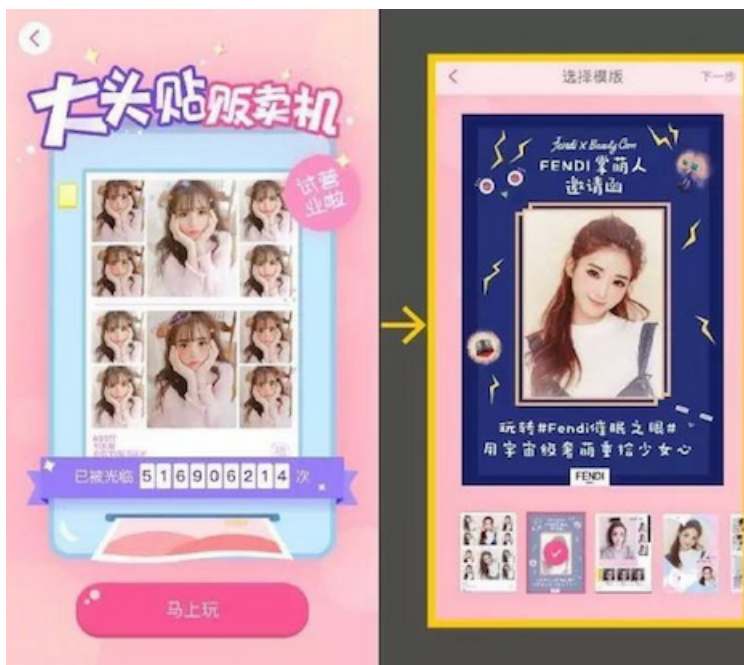 大头贴贩卖机
试营
业啦
已被光临 516906214 次
马上玩
选择模版
下一步
Fendi X Beauty Cam
FENDI掌萌人
邀请函
玩转#Fendi催眠之眼#
用宇宙级奢萌重拾少女心
FENDI